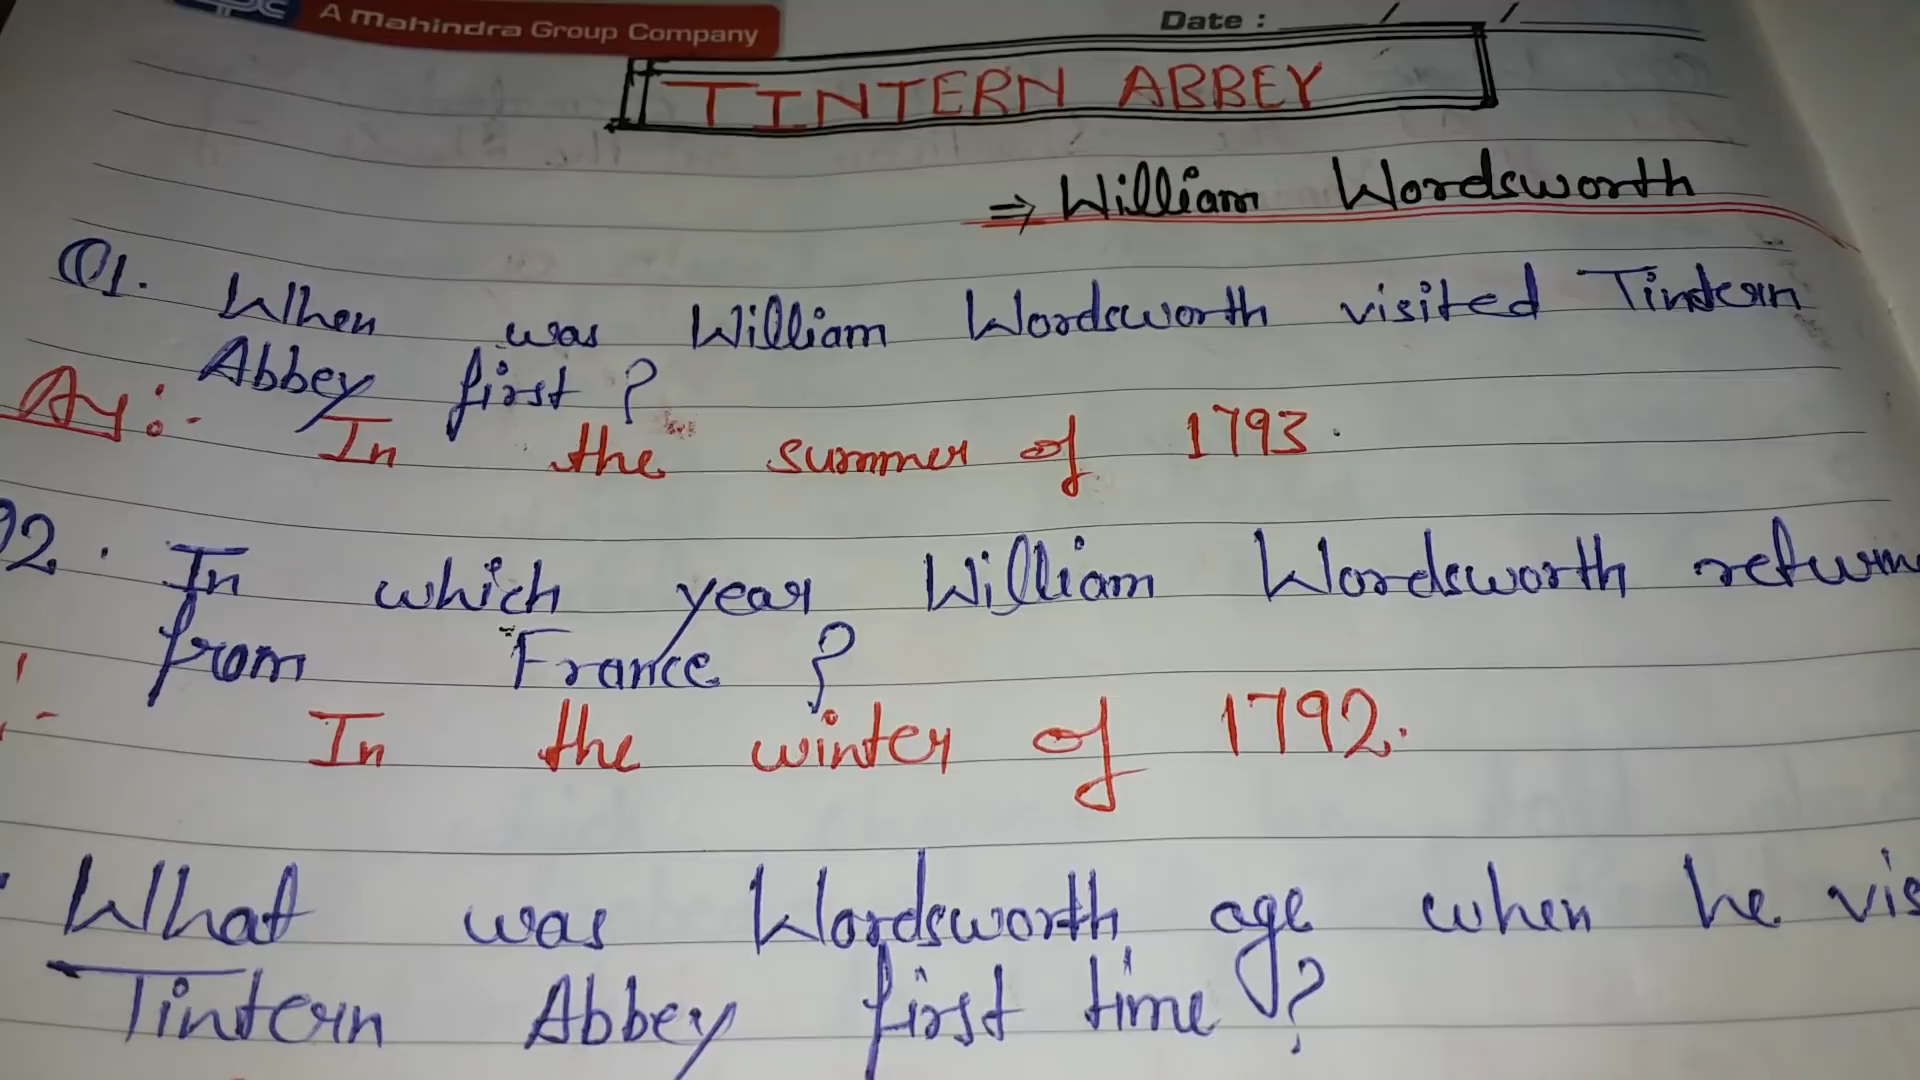 A Mahindra Group Company
Date : / /
TINTERN ABBEY
⇒ William Wordsworth
Q1. When was William Wordsworth visited Tintern
Abbey first ?
Ans:- In the summer of 1793.
2. In which year William Wordsworth return
from France ?
:- In the winter of 1792.
. What was Wordsworth age when he vis
Tintern Abbey first time ?